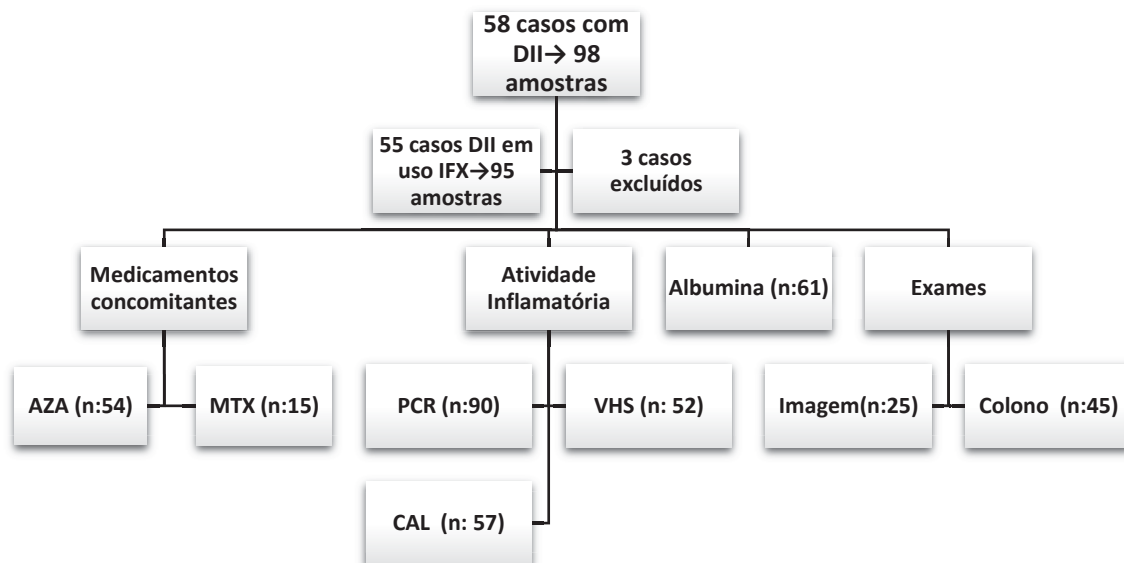 58 casos com
DII→ 98
amostras
55 casos DII em
uso IFX→95
amostras
3 casos
excluídos
Medicamentos
concomitantes
Atividade
Inflamatória
Albumina (n:61)
Exames
AZA (n:54)
MTX (n:15)
PCR (n:90)
VHS (n: 52)
Imagem(n:25)
Colono (n:45)
CAL (n: 57)